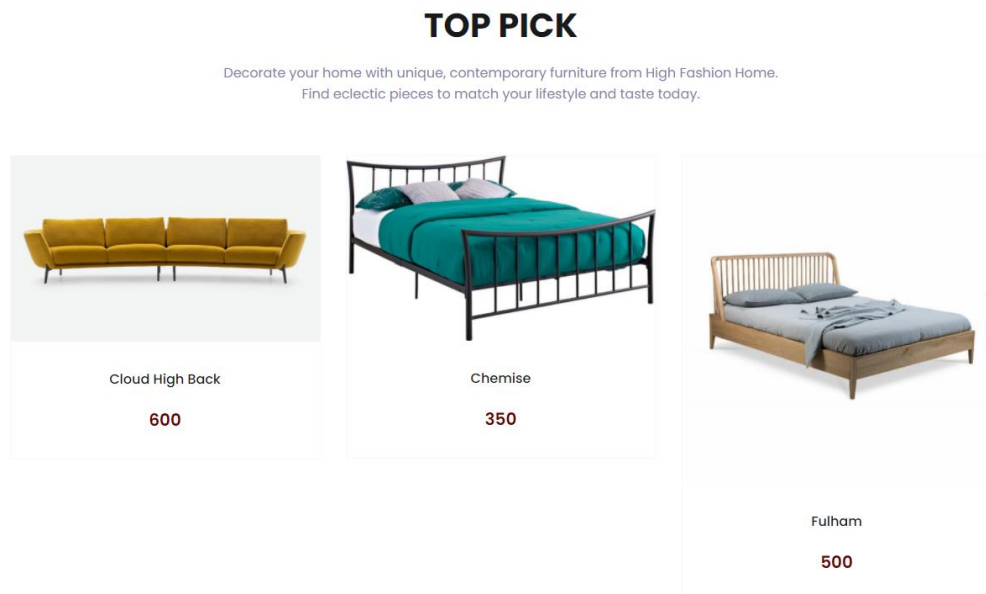 TOP PICK
Decorate your home with unique, contemporary furniture from High Fashion Home.
Find eclectic pieces to match your lifestyle and taste today.
Cloud High Back
600
Chemise
350
Fulham
500